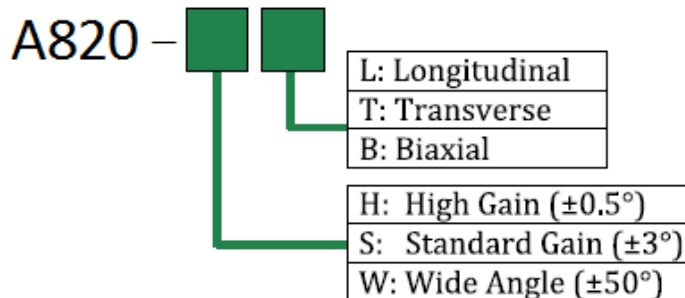 A820 –
L: Longitudinal
T: Transverse
B: Biaxial
H: High Gain (±0.5°)
S: Standard Gain (±3°)
W: Wide Angle (±50°)